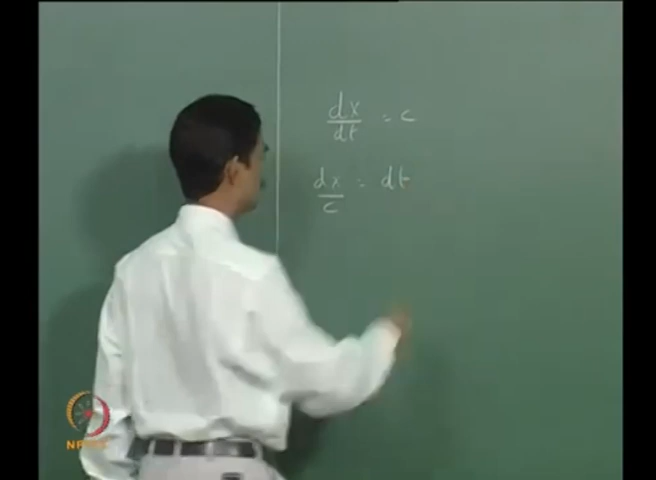 dx/dt = c
dx/c = dt
NPTEL